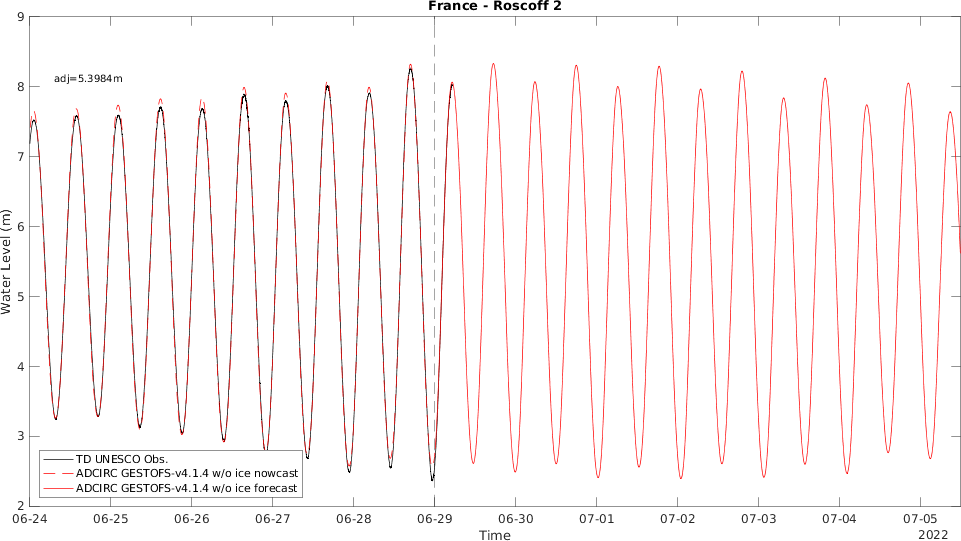 France - Roscoff 2
9
adj=5.3984m
8
7
6
5
4
3
2
Water Level (m)
TD UNESCO Obs.
ADCIRC GESTOFS-v4.1.4 w/o ice nowcast
ADCIRC GESTOFS-v4.1.4 w/o ice forecast
06-24 06-25 06-26 06-27 06-28 06-29 06-30 07-01 07-02 07-03 07-04 07-05
Time
2022